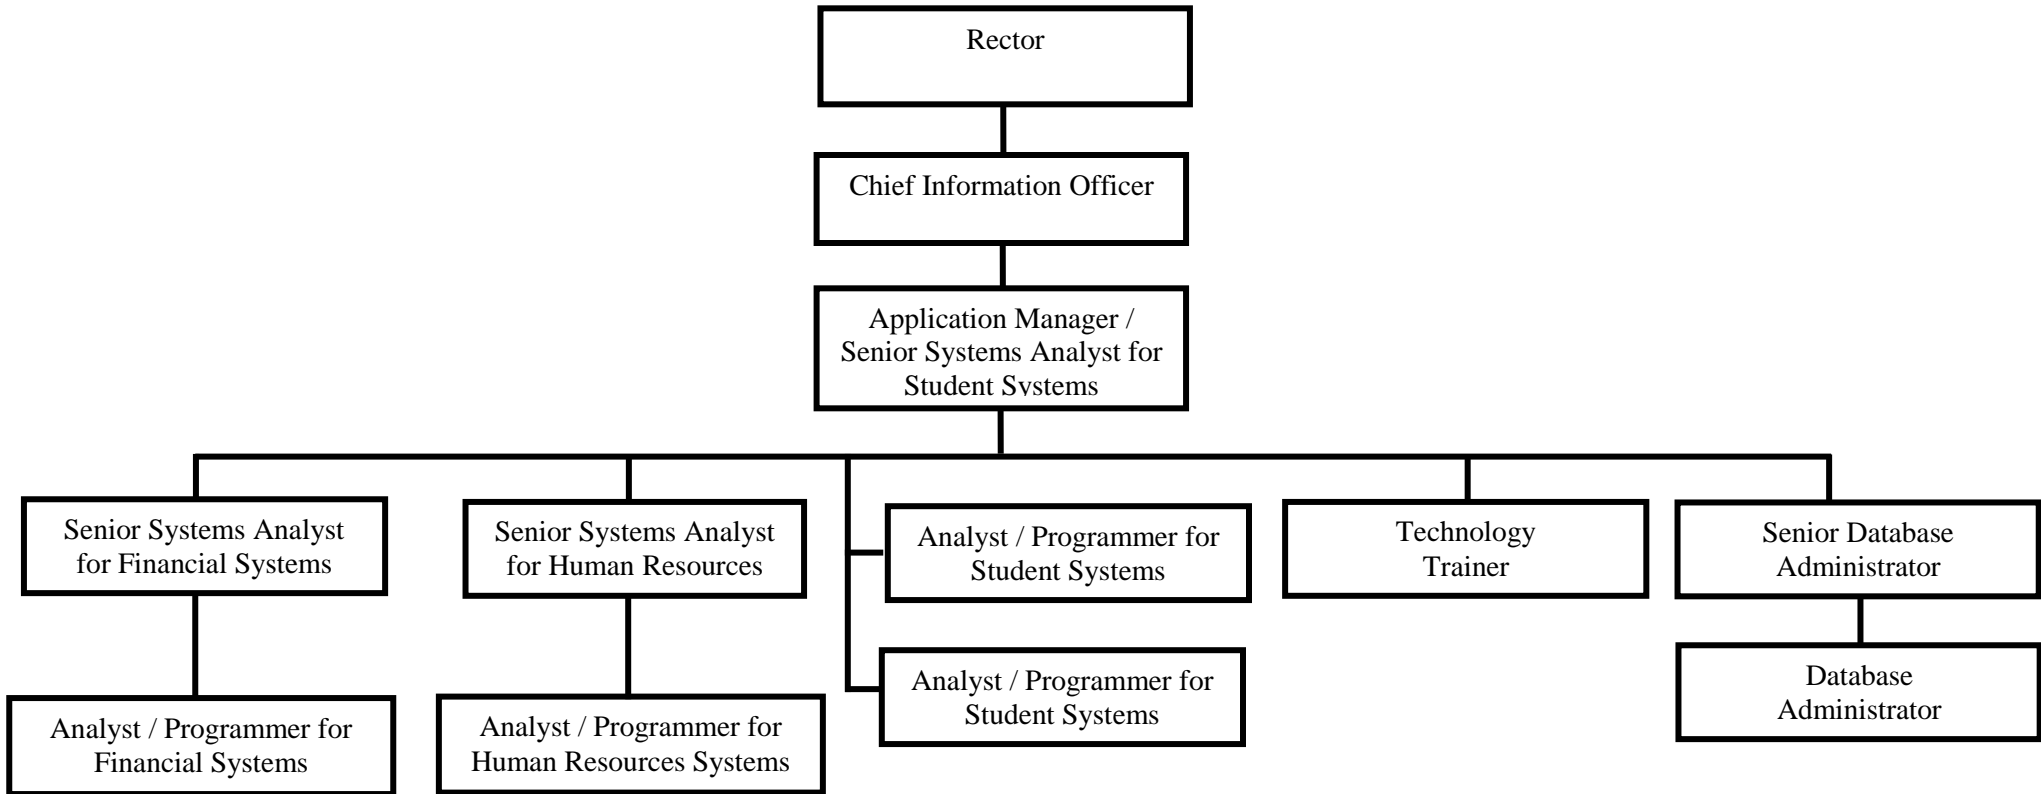 Rector
Chief Information Officer
Application Manager /
Senior Systems Analyst for
Student Systems
Senior Systems Analyst
for Financial Systems
Senior Systems Analyst
for Human Resources
Analyst / Programmer for
Student Systems
Technology
Trainer
Senior Database
Administrator
Analyst / Programmer for
Student Systems
Database
Administrator
Analyst / Programmer for
Financial Systems
Analyst / Programmer for
Human Resources Systems